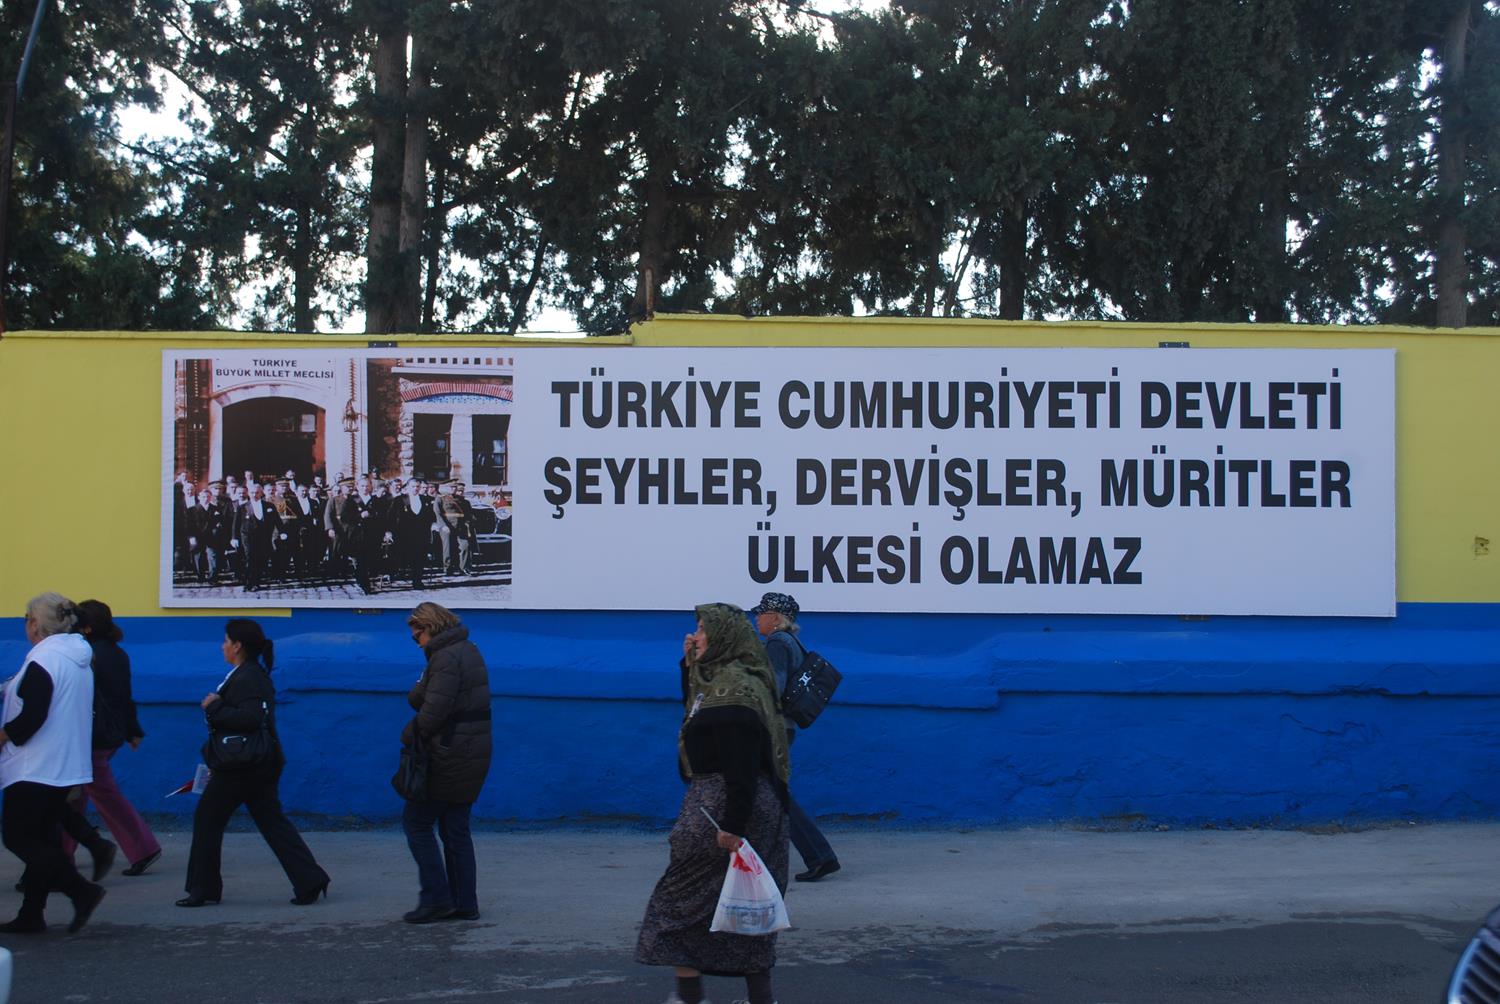 TÜRKİYE
BÜYÜK MİLLET MECLİSİ
TÜRKİYE CUMHURİYETİ DEVLETİ
ŞEYHLER, DERVİŞLER, MÜRİTLER
ÜLKESİ OLAMAZ